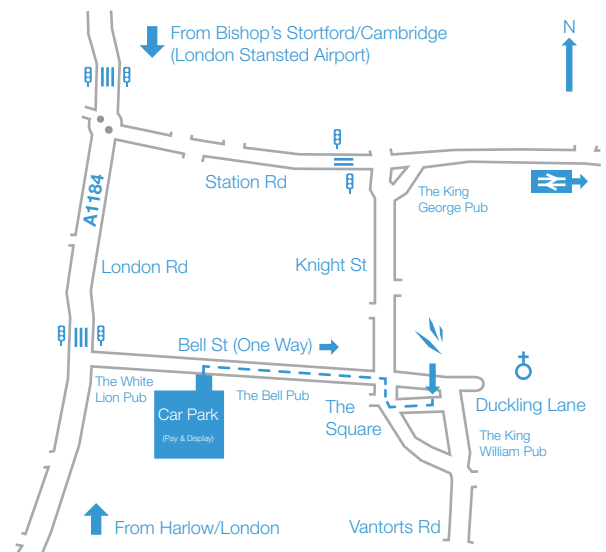 From Bishop's Stortford/Cambridge
(London Stansted Airport)
N
Station Rd
The King
George Pub
A1184
London Rd
Knight St
Bell St (One Way)
The White
Lion Pub
The Bell Pub
Car Park
(Pay & Display)
The
Square
Duckling Lane
The King
William Pub
From Harlow/London
Vantorts Rd